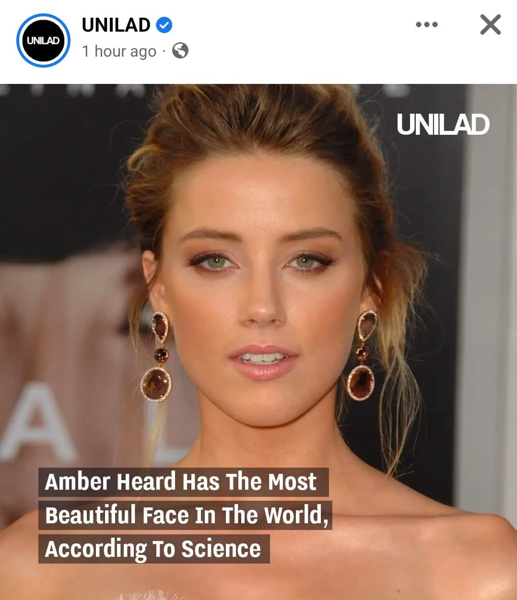 UNILAD
UNILAD
1 hour ago ·
UNILAD
Amber Heard Has The Most
Beautiful Face In The World,
According To Science